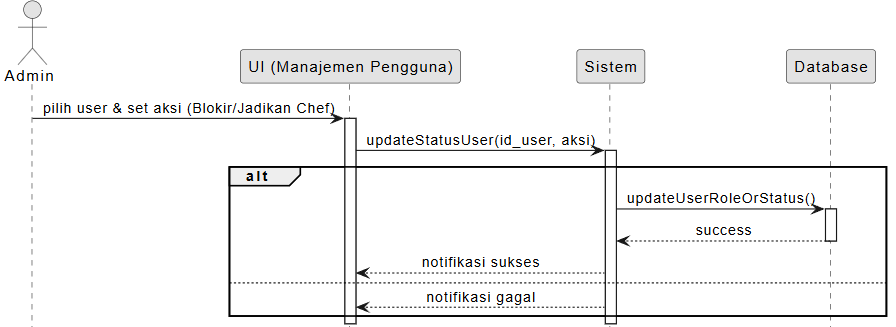 Admin
UI (Manajemen Pengguna)
Sistem
Database
pilih user & set aksi (Blokir/Jadikan Chef)
updateStatusUser(id_user, aksi)
alt
updateUserRoleOrStatus()
success
notifikasi sukses
notifikasi gagal